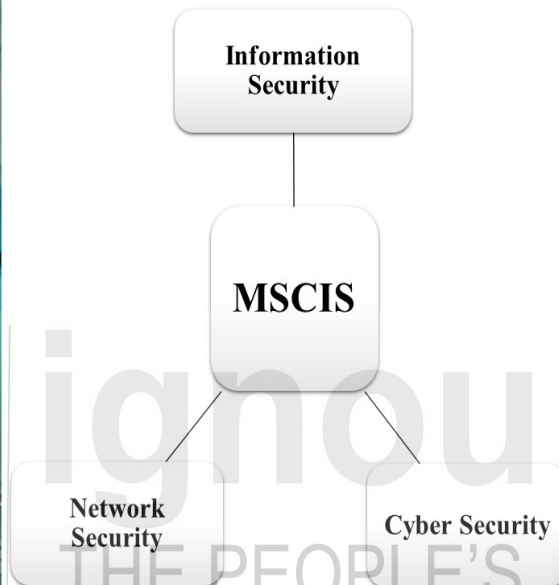 Information
Security
MSCIS
ignou
Network
Security
Cyber Security
THE PEOPLE'S